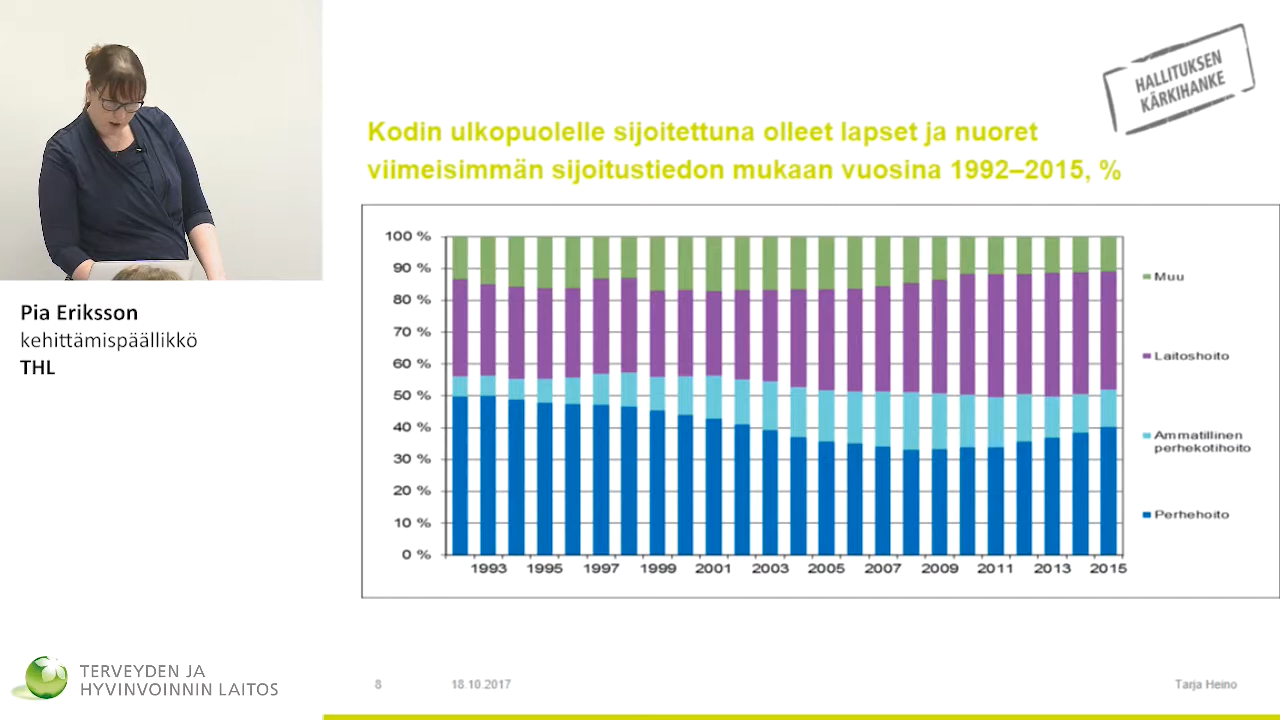 HALLITUKSEN
KÄRKIHANKE
Kodin ulkopuolelle sijoitettuna olleet lapset ja nuoret
viimeisimmän sijoitustiedon mukaan vuosina 1992–2015, %
100 %
90 %
80 %
70 %
60 %
50 %
40 %
30 %
20 %
10 %
0 %
1993 1995 1997 1999 2001 2003 2005 2007 2009 2011 2013 2015
Muu
Laitoshoito
Ammatillinen
perhekotihoito
Perhehoito
Pia Eriksson
kehittämispäällikkö
THL
TERVEYDEN JA
HYVINVOINNIN LAITOS
8 18.10.2017 Tarja Heino